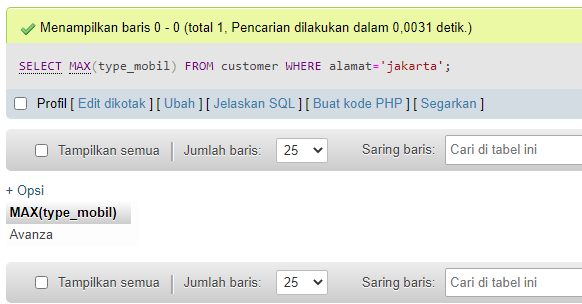 Menampilkan baris 0 - 0 (total 1, Pencarian dilakukan dalam 0,0031 detik.)
SELECT MAX(type_mobil) FROM customer WHERE alamat='jakarta';
Profil [ Edit dikotak ] [ Ubah ] [ Jelaskan SQL ] [ Buat kode PHP ] [ Segarkan ]
Tampilkan semua | Jumlah baris: 25 Saring baris: Cari di tabel ini
+ Opsi
MAX(type_mobil)
Avanza
Tampilkan semua | Jumlah baris: 25 Saring baris: Cari di tabel ini